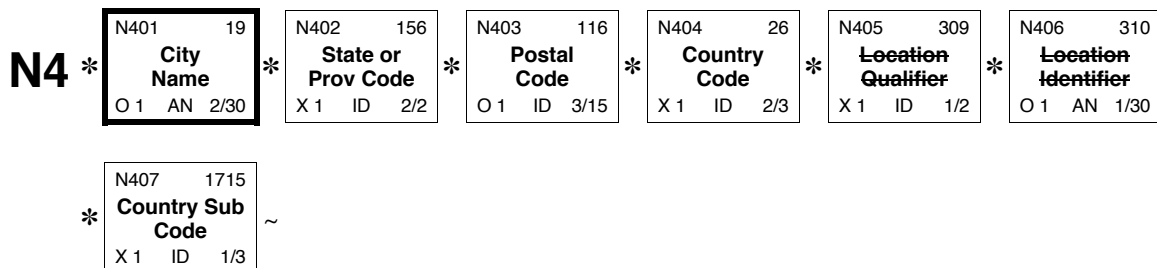 N401 19 N402 156 N403 116 N404 26 N405 309 N406 310
City State or Postal Country Location Location
N4 * Name * Prov Code * Code * Code * Qualifier * Identifier
O 1 AN 2/30 X 1 ID 2/2 O 1 ID 3/15 X 1 ID 2/3 X 1 ID 1/2 O 1 AN 1/30
N407 1715
* Country Sub ~
Code
X 1 ID 1/3